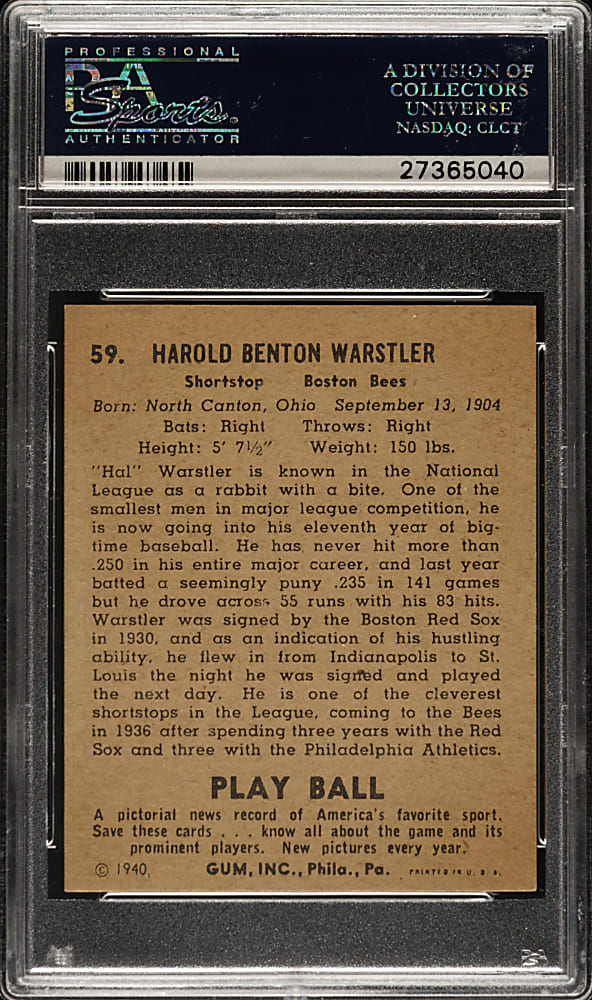 PROFESSIONAL
PSA
Sports
AUTHENTICATOR
A DIVISION OF
COLLECTORS
UNIVERSE
NASDAQ: CLCT
27365040
59. HAROLD BENTON WARSTLER
Shortstop Boston Bees
Born: North Canton, Ohio September 13, 1904
Bats: Right Throws: Right
Height: 5' 7½" Weight: 150 lbs.
"Hal" Warstler is known in the National
League as a rabbit with a bite. One of the
smallest men in major league competition, he
is now going into his eleventh year of big-
time baseball. He has never hit more than
.250 in his entire major career, and last year
batted a seemingly puny .235 in 141 games
but he drove across 55 runs with his 83 hits.
Warstler was signed by the Boston Red Sox
in 1930, and as an indication of his hustling
ability, he flew in from Indianapolis to St.
Louis the night he was signed and played
the next day. He is one of the cleverest
shortstops in the League, coming to the Bees
in 1936 after spending three years with the Red
Sox and three with the Philadelphia Athletics.
PLAY BALL
A pictorial news record of America's favorite sport.
Save these cards . . . know all about the game and its
prominent players. New pictures every year.
© 1940, GUM, INC., Phila., Pa. PRINTED IN U. S. A.